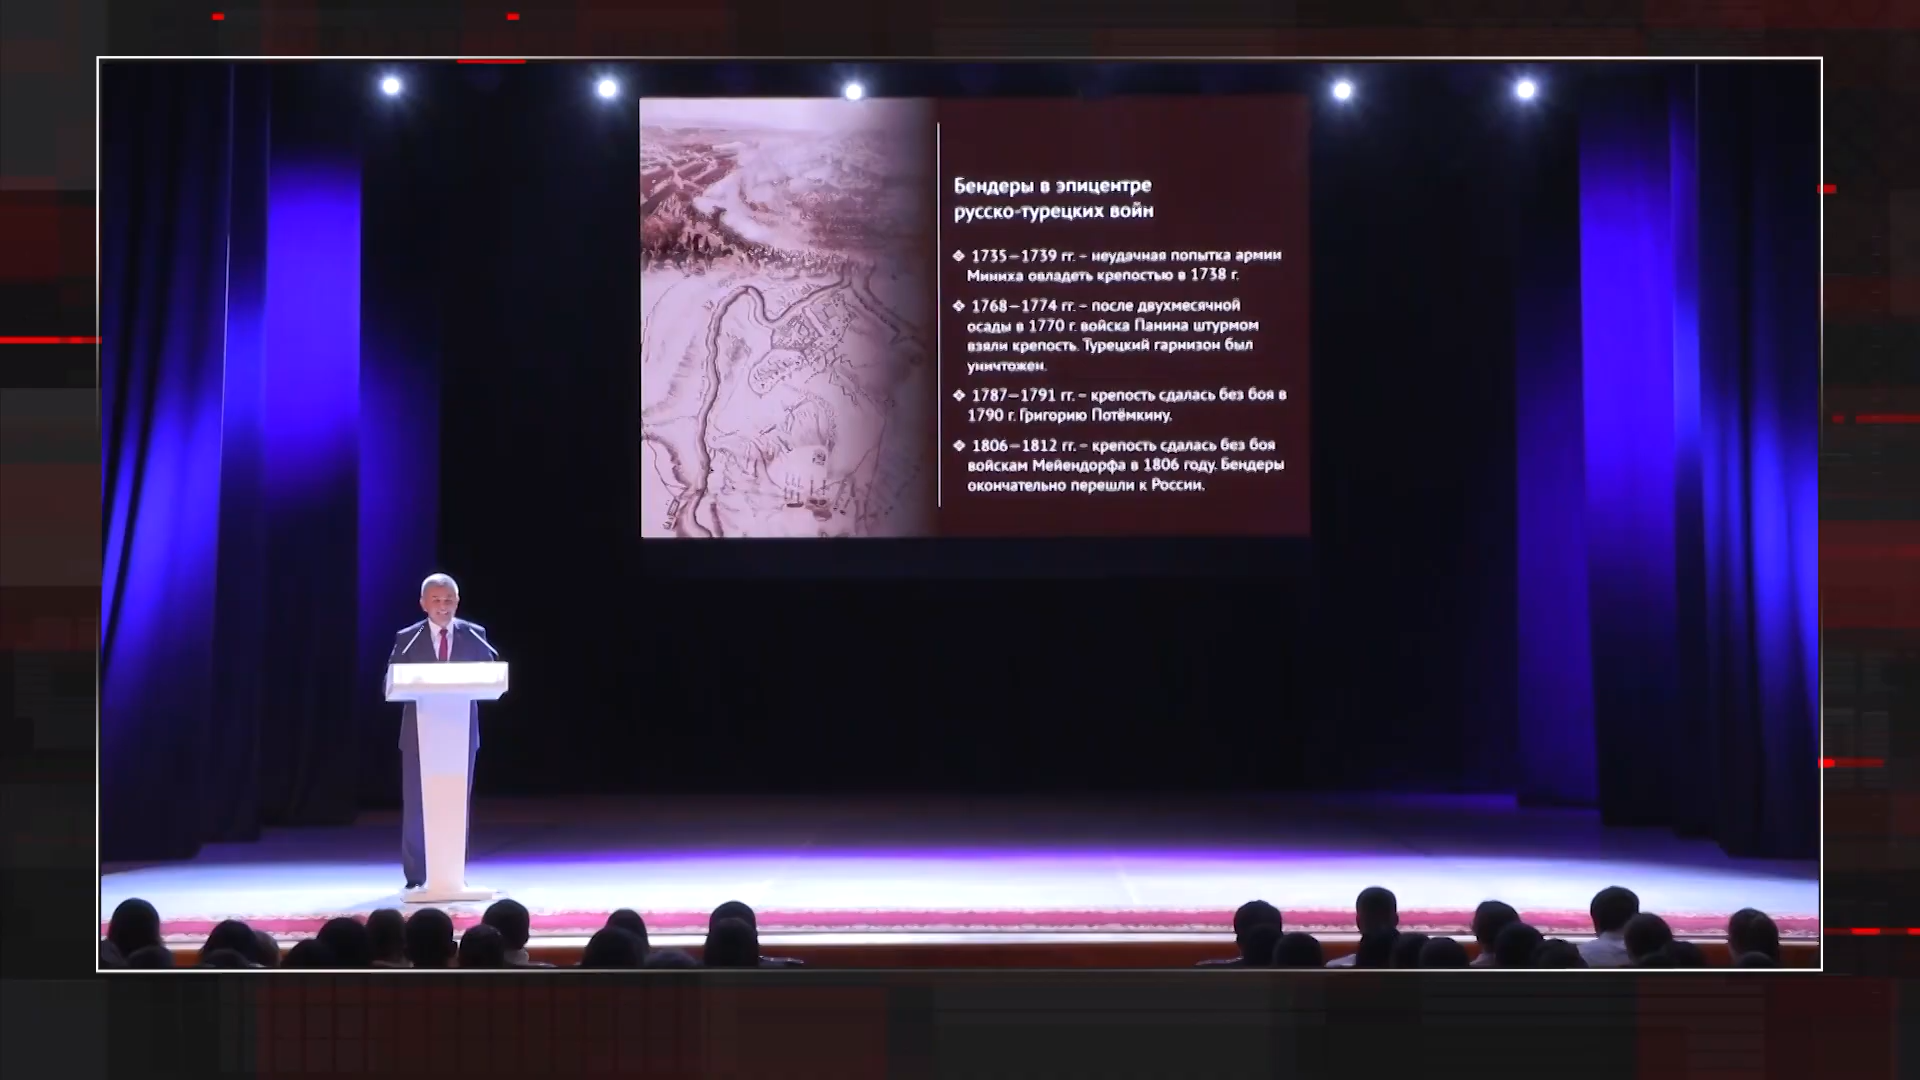 Бендеры в эпицентре
русско-турецких войн
❖ 1735–1739 гг. – неудачная попытка армии
Миниха овладеть крепостью в 1738 г.
❖ 1768–1774 гг. – после двухмесячной
осады в 1770 г. войска Панина штурмом
взяли крепость. Турецкий гарнизон был
уничтожен.
❖ 1787–1791 гг. – крепость сдалась без боя в
1790 г. Григорию Потёмкину.
❖ 1806–1812 гг. – крепость сдалась без боя
войскам Мейендорфа в 1806 году. Бендеры
окончательно перешли к России.